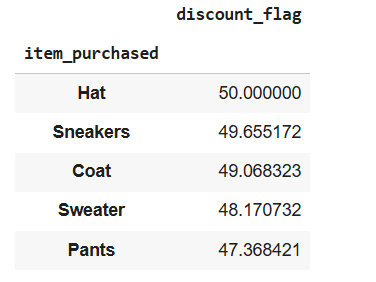 discount_flag
item_purchased
Hat 50.000000
Sneakers 49.655172
Coat 49.068323
Sweater 48.170732
Pants 47.368421